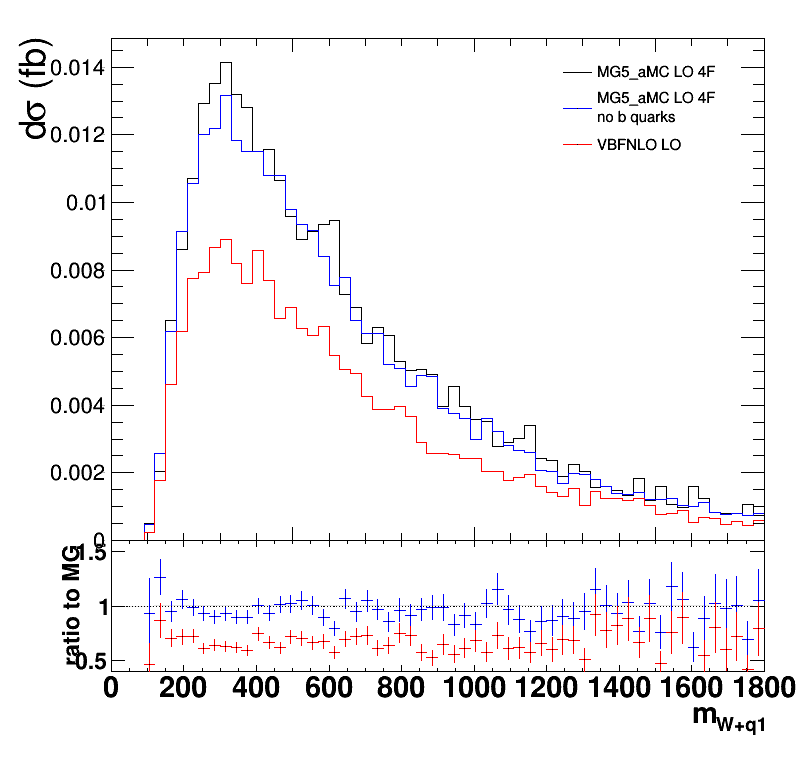 dσ (fb)
0.014
0.012
0.01
0.008
0.006
0.004
0.002
0
MG5_aMC LO 4F
MG5_aMC LO 4F
no b quarks
VBFNLO LO
ratio to MG
1.5
1
0.5
0 200 400 600 800 1000 1200 1400 1600 1800
m_{W+q1}